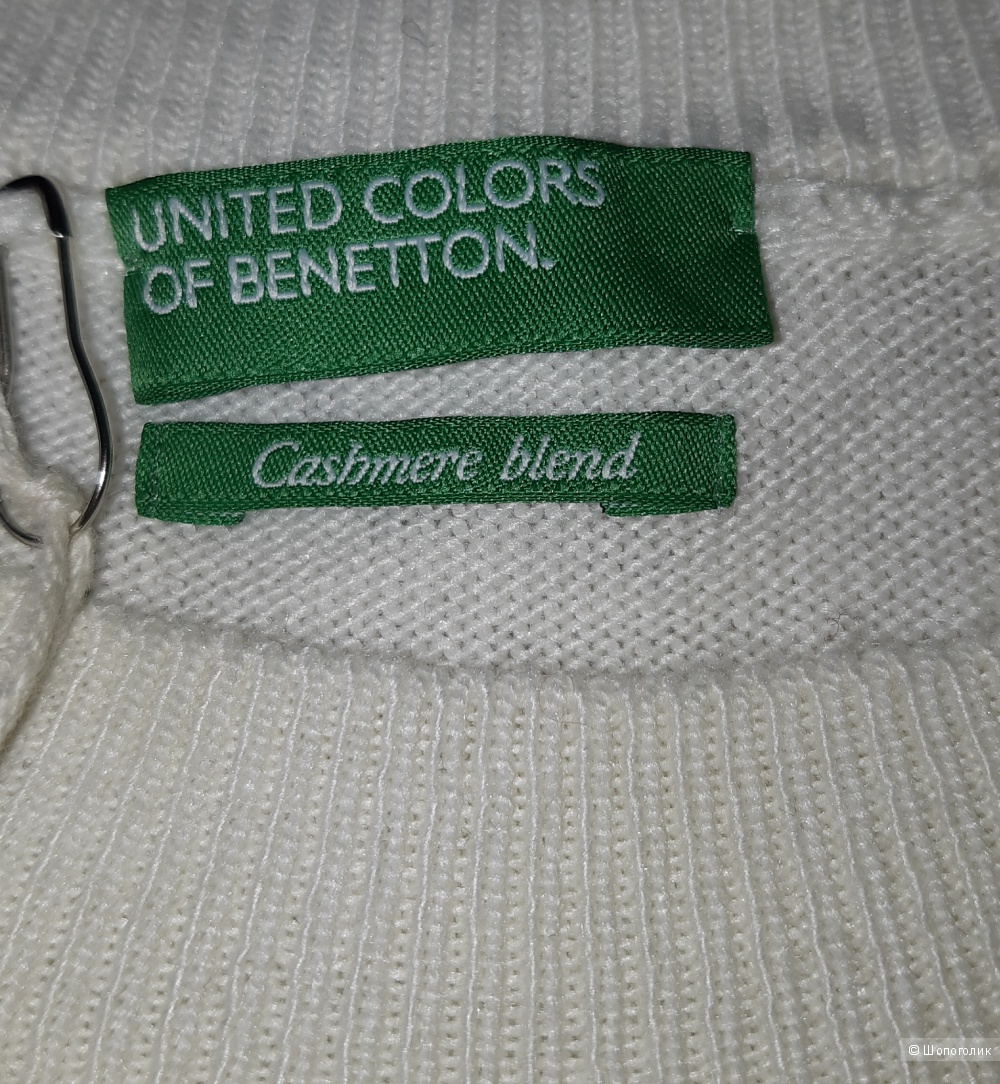 UNITED COLORS
OF BENETTON.
Cashmere blend
© Шопоголик